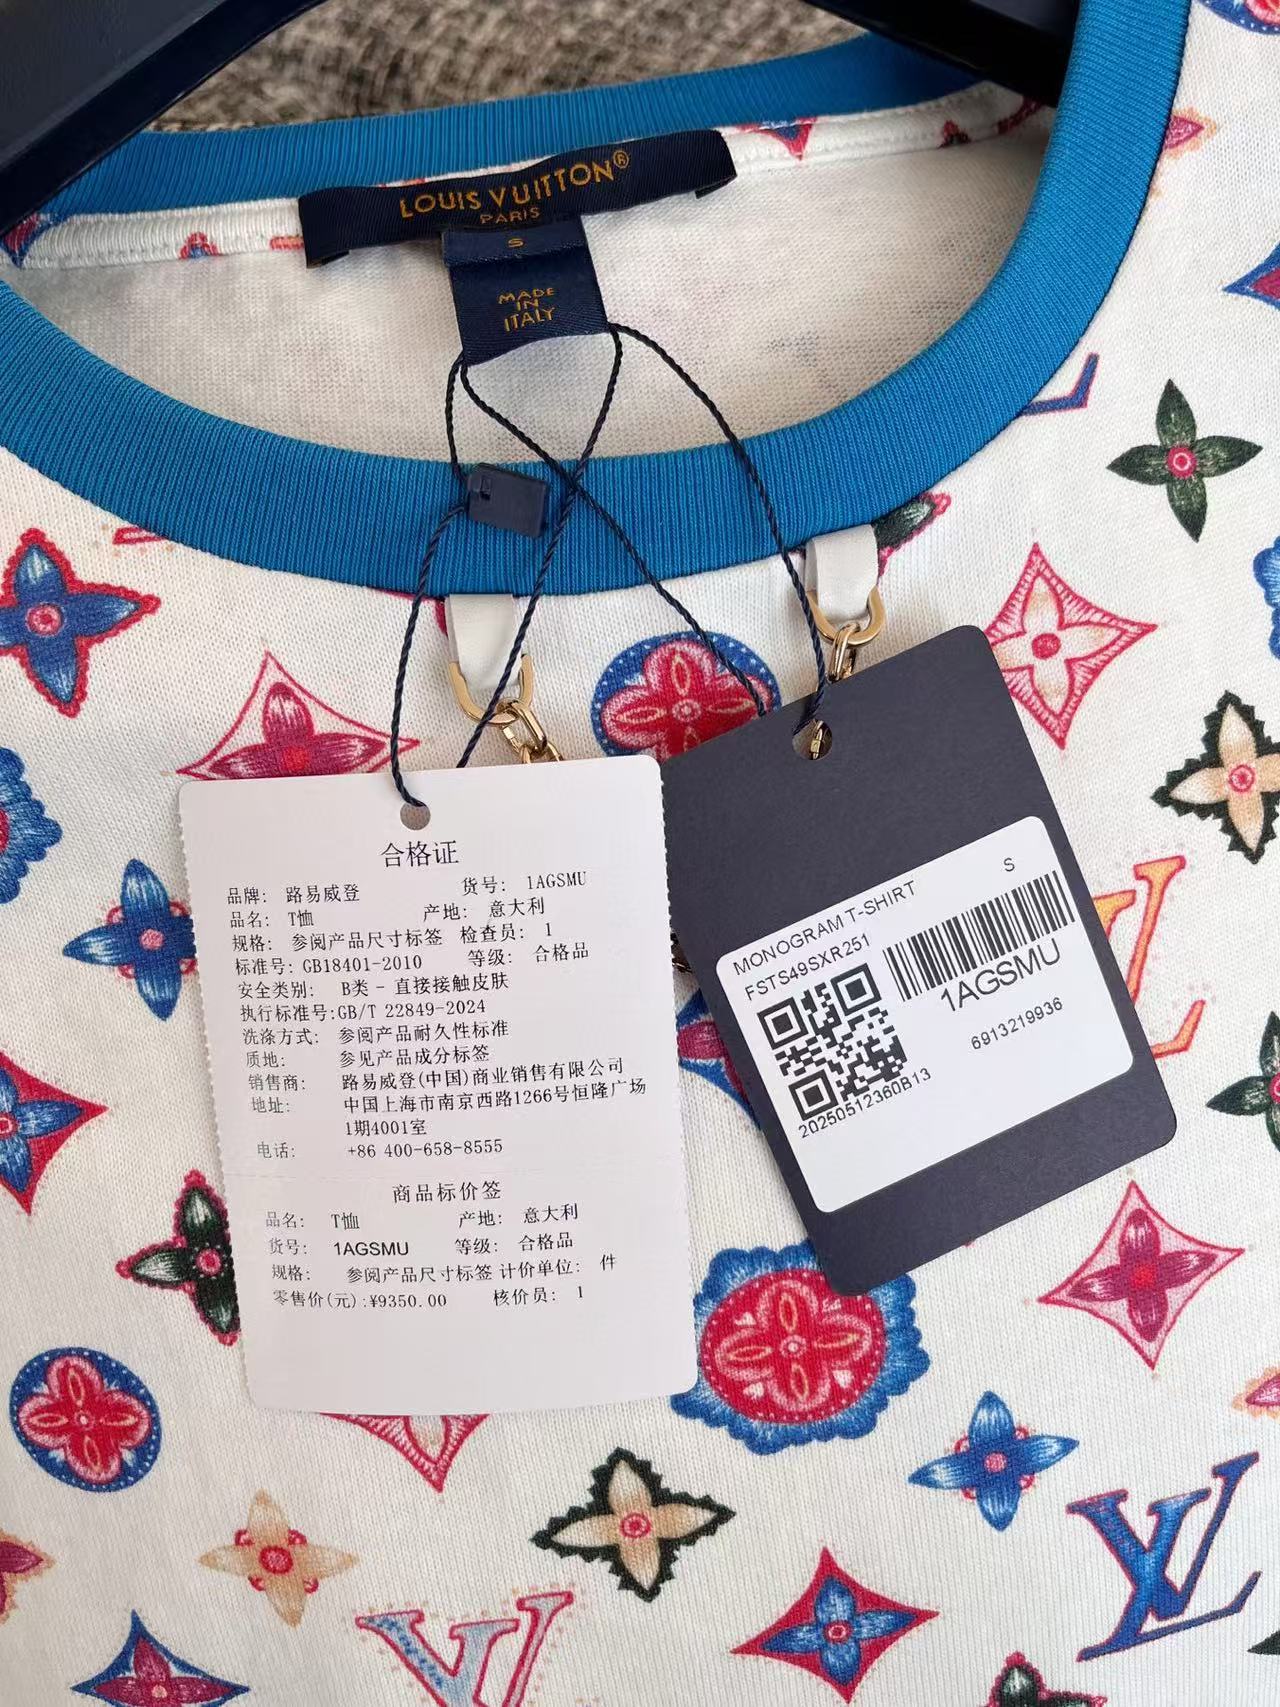 LOUIS VUITTON®
PARIS
S
MADE
IN
ITALY
合格证
品牌: 路易威登 货号: 1AGSMU
品名: T恤 产地: 意大利
规格: 参阅产品尺寸标签 检查员: 1
标准号: GB18401-2010 等级: 合格品
安全类别: B类 - 直接接触皮肤
执行标准号:GB/T 22849-2024
洗涤方式: 参阅产品耐久性标准
质地: 参见产品成分标签
销售商: 路易威登(中国)商业销售有限公司
地址: 中国上海市南京西路1266号恒隆广场
1期4001室
电话: +86 400-658-8555
商品标价签
品名: T恤 产地: 意大利
货号: 1AGSMU 等级: 合格品
规格: 参阅产品尺寸标签 计价单位: 件
零售价(元):¥9350.00 核价员: 1
S
MONOGRAM T-SHIRT
FSTS49SXR251
1AGSMU
6913219936
20250512360B13
LV
LV
LV